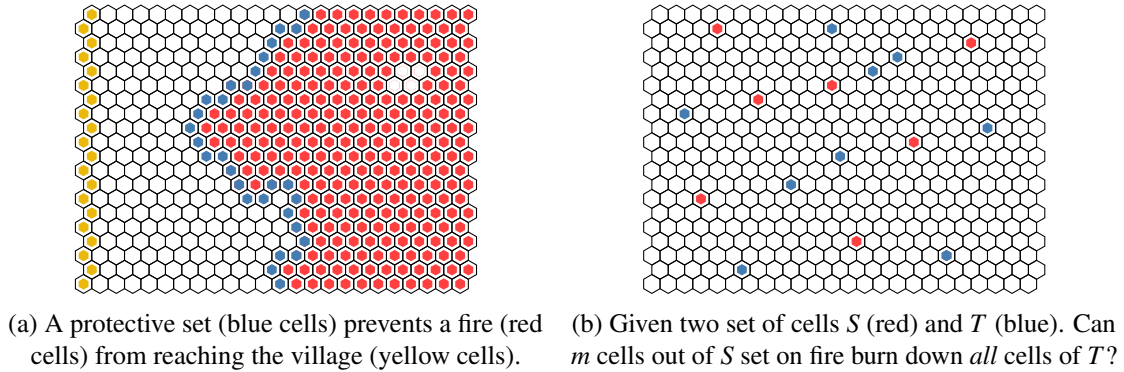 (a) A protective set (blue cells) prevents a fire (red
cells) from reaching the village (yellow cells).
(b) Given two set of cells S (red) and T (blue). Can
m cells out of S set on fire burn down all cells of T?